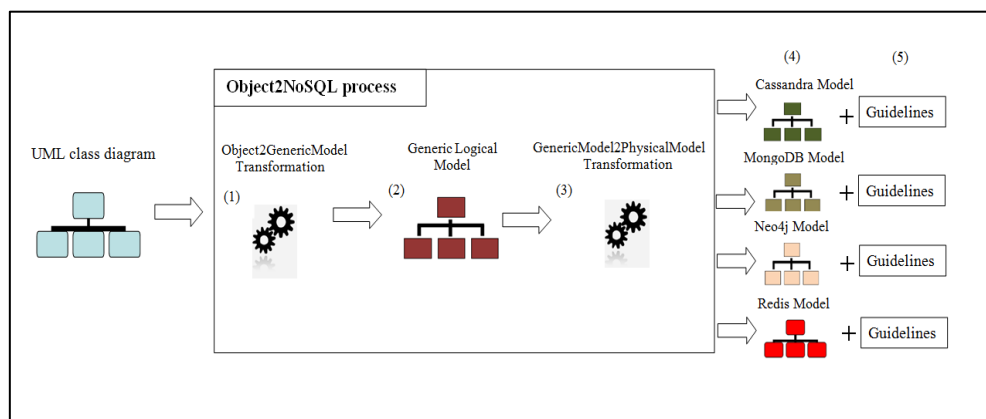 (4)
(5)
Cassandra Model
Object2NoSQL process
+
Guidelines
UML class diagram
Object2GenericModel
Transformation
Generic Logical
Model
GenericModel2PhysicalModel
Transformation
MongoDB Model
(1)
(2)
(3)
+
Guidelines
Neo4j Model
+
Guidelines
Redis Model
+
Guidelines